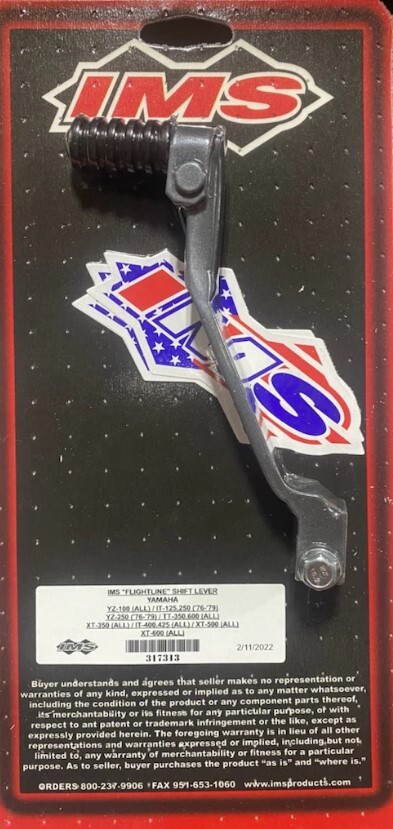 IMS
IMS
IMS "FLIGHTLINE" SHIFT LEVER
YAMAHA
YZ-100 (ALL) / IT-125,250 ('76-'79)
YZ-250 ('76-'79) / TT-350,600 (ALL)
XT-350 (ALL) / IT-400,425 (ALL) / XT-500 (ALL)
XT-600 (ALL)
IMS 2/11/2022
317313
Buyer understands and agrees that seller makes no representation or
warranties of any kind, expressed or implied as to any matter whatsoever,
including the condition of the product or any component parts thereof,
its merchantability or its fitness for any particular purpose, of with
respect to ant patent or trademark infringement or the like, except as
expressly provided herein. The foregoing warranty is in lieu of all other
representations and warranties expressed or implied, including,but not
limited to, any warranty of merchantability or fitness for a particular
purpose. As to seller, buyer purchases the product "as is" and "where is."
ORDERS 800-237-9906 FAX 951-653-1060 www.imsproducts.com